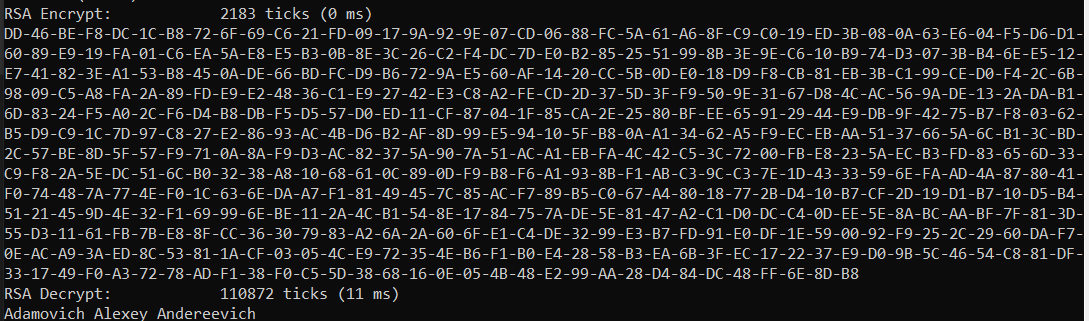 RSA Encrypt: 2183 ticks (0 ms)
DD-46-BE-F8-DC-1C-B8-72-6F-69-C6-21-FD-09-17-9A-92-9E-07-CD-06-88-FC-5A-61-A6-8F-C9-C0-19-ED-3B-08-0A-63-E6-04-F5-D6-D1-
60-89-E9-19-FA-01-C6-EA-5A-E8-E5-B3-0B-8E-3C-26-C2-F4-DC-7D-E0-B2-85-25-51-99-8B-3E-9E-C6-10-B9-74-D3-07-3B-B4-6E-E5-12-
E7-41-82-3E-A1-53-B8-45-0A-DE-66-BD-FC-D9-B6-72-9A-E5-60-AF-14-20-CC-5B-0D-E0-18-D9-F8-CB-81-EB-3B-C1-99-CE-D0-F4-2C-6B-
98-09-C5-A8-FA-2A-89-FD-E9-E2-48-36-C1-E9-27-42-E3-C8-A2-FE-CD-2D-37-5D-3F-F9-50-9E-31-67-D8-4C-AC-56-9A-DE-13-2A-DA-B1-
6D-83-24-F5-A0-2C-F6-D4-B8-DB-F5-D5-57-D0-ED-11-CF-87-04-1F-85-CA-2E-25-80-BF-EE-65-91-29-44-E9-DB-9F-42-75-B7-F8-03-62-
B5-D9-C9-1C-7D-97-C8-27-E2-86-93-AC-4B-D6-B2-AF-8D-99-E5-94-10-5F-B8-0A-A1-34-62-A5-F9-EC-EB-AA-51-37-66-5A-6C-B1-3C-BD-
2C-57-BE-8D-5F-57-F9-71-0A-8A-F9-D3-AC-82-37-5A-90-7A-51-AC-A1-EB-FA-4C-42-C5-3C-72-00-FB-E8-23-5A-EC-B3-FD-83-65-6D-33-
C9-F8-2A-5E-DC-51-6C-B0-32-38-A8-10-68-61-0C-89-0D-F9-B8-F6-A1-93-8B-F1-AB-C3-9C-C3-7E-1D-43-33-59-6E-FA-AD-4A-87-80-41-
F0-74-48-7A-77-4E-F0-1C-63-6E-DA-A7-F1-81-49-45-7C-85-AC-F7-89-B5-C0-67-A4-80-18-77-2B-D4-10-B7-CF-2D-19-D1-B7-10-D5-B4-
51-21-45-9D-4E-32-F1-69-99-6E-BE-11-2A-4C-B1-54-8E-17-84-75-7A-DE-5E-81-47-A2-C1-D0-DC-C4-0D-EE-5E-8A-BC-AA-BF-7F-81-3D-
55-D3-11-61-FB-7B-E8-8F-CC-36-30-79-83-A2-6A-2A-60-6F-E1-C4-DE-32-99-E3-B7-FD-91-E0-DF-1E-59-00-92-F9-25-2C-29-60-DA-F7-
0E-AC-A9-3A-ED-8C-53-81-1A-CF-03-05-4C-E9-72-35-4E-B6-F1-B0-E4-28-58-B3-EA-6B-3F-EC-17-22-37-E9-D0-9B-5C-46-54-C8-81-DF-
33-17-49-F0-A3-72-78-AD-F1-38-F0-C5-5D-38-68-16-0E-05-4B-48-E2-99-AA-28-D4-84-DC-48-FF-6E-8D-B8
RSA Decrypt: 110872 ticks (11 ms)
Adamovich Alexey Andereevich